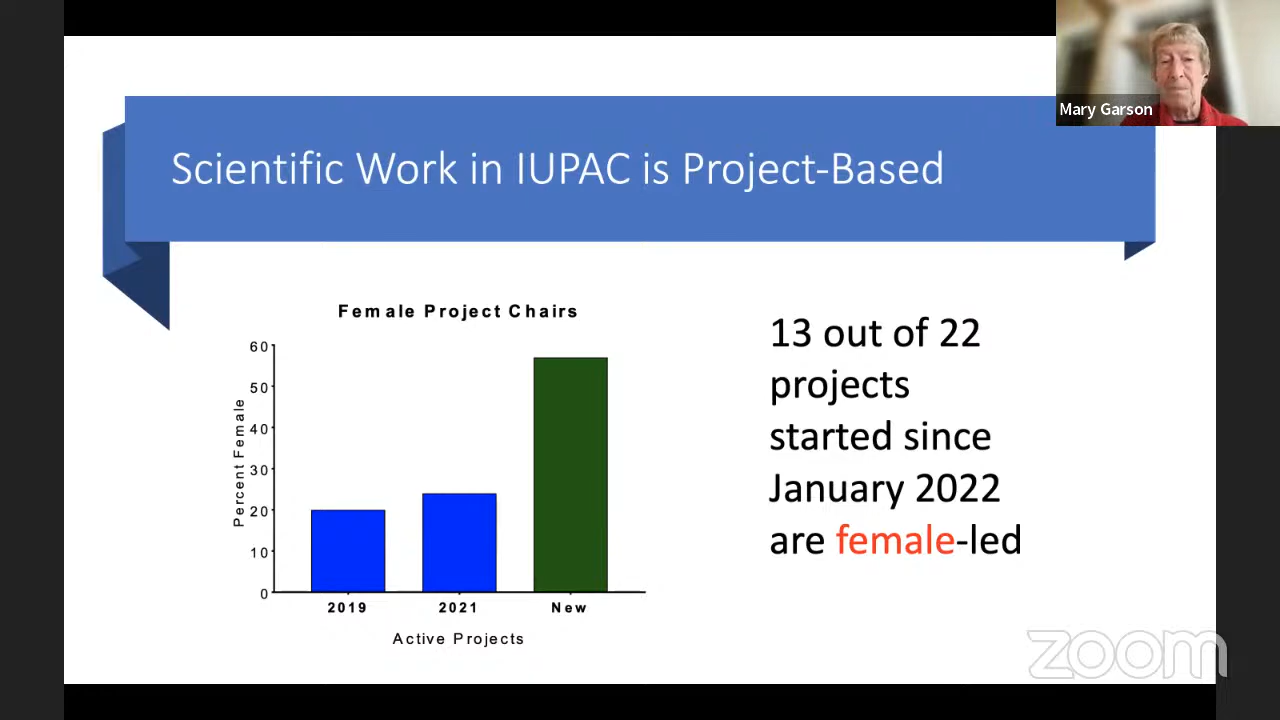 Mary Garson
Scientific Work in IUPAC is Project-Based
Female Project Chairs
60
50
40
30
20
10
0
Percent Female
2019 2021 New
Active Projects
13 out of 22
projects
started since
January 2022
are female-led
zoom